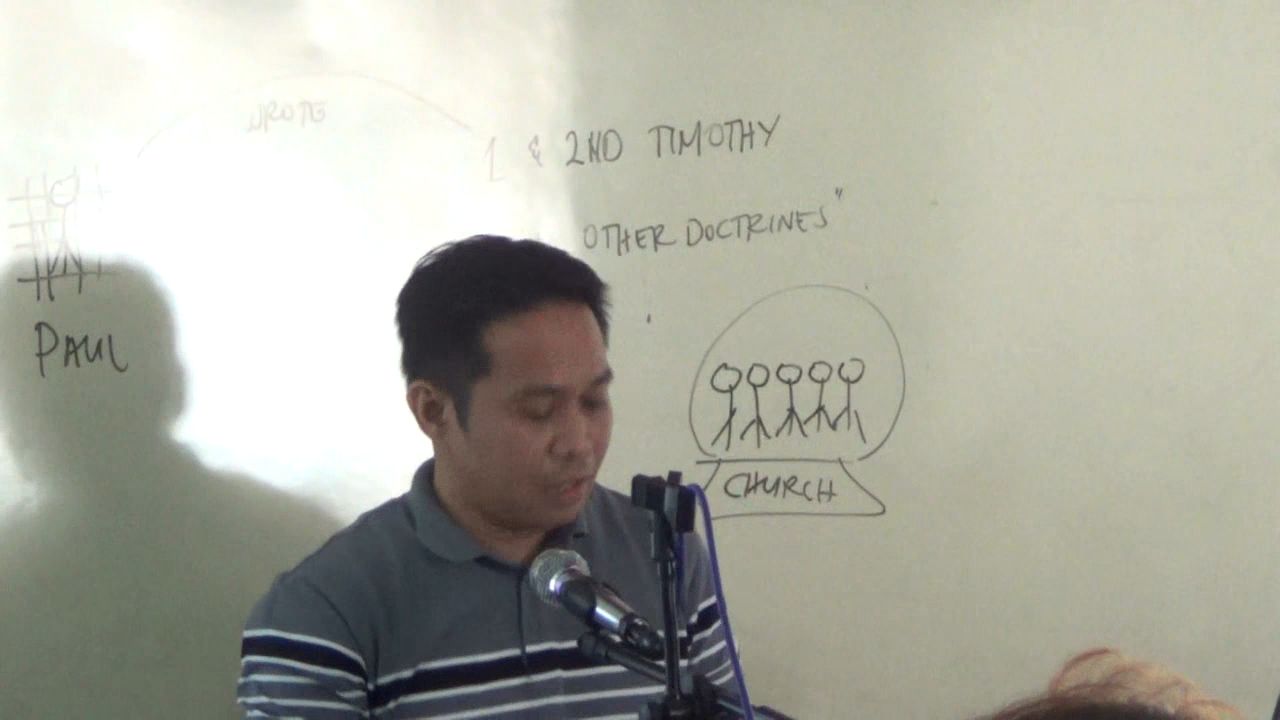 WROTE
1 & 2ND TIMOTHY
OTHER DOCTRINES"
PAUL
CHURCH